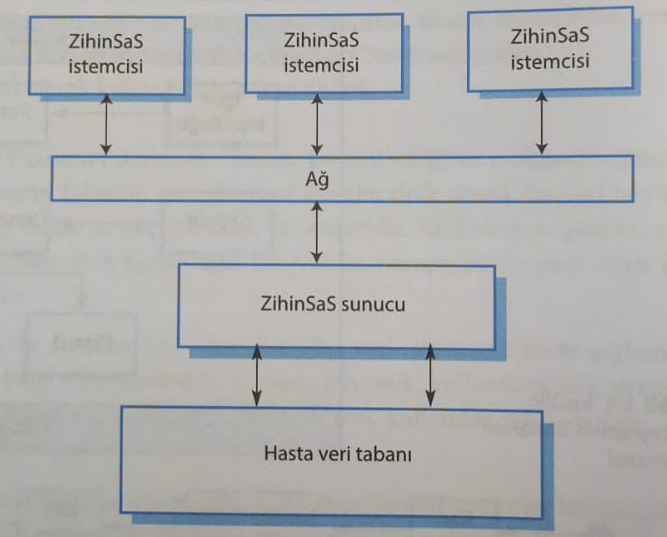 ZihinSaS
istemcisi
ZihinSaS
istemcisi
ZihinSaS
istemcisi
Ağ
ZihinSaS sunucu
Hasta veri tabanı